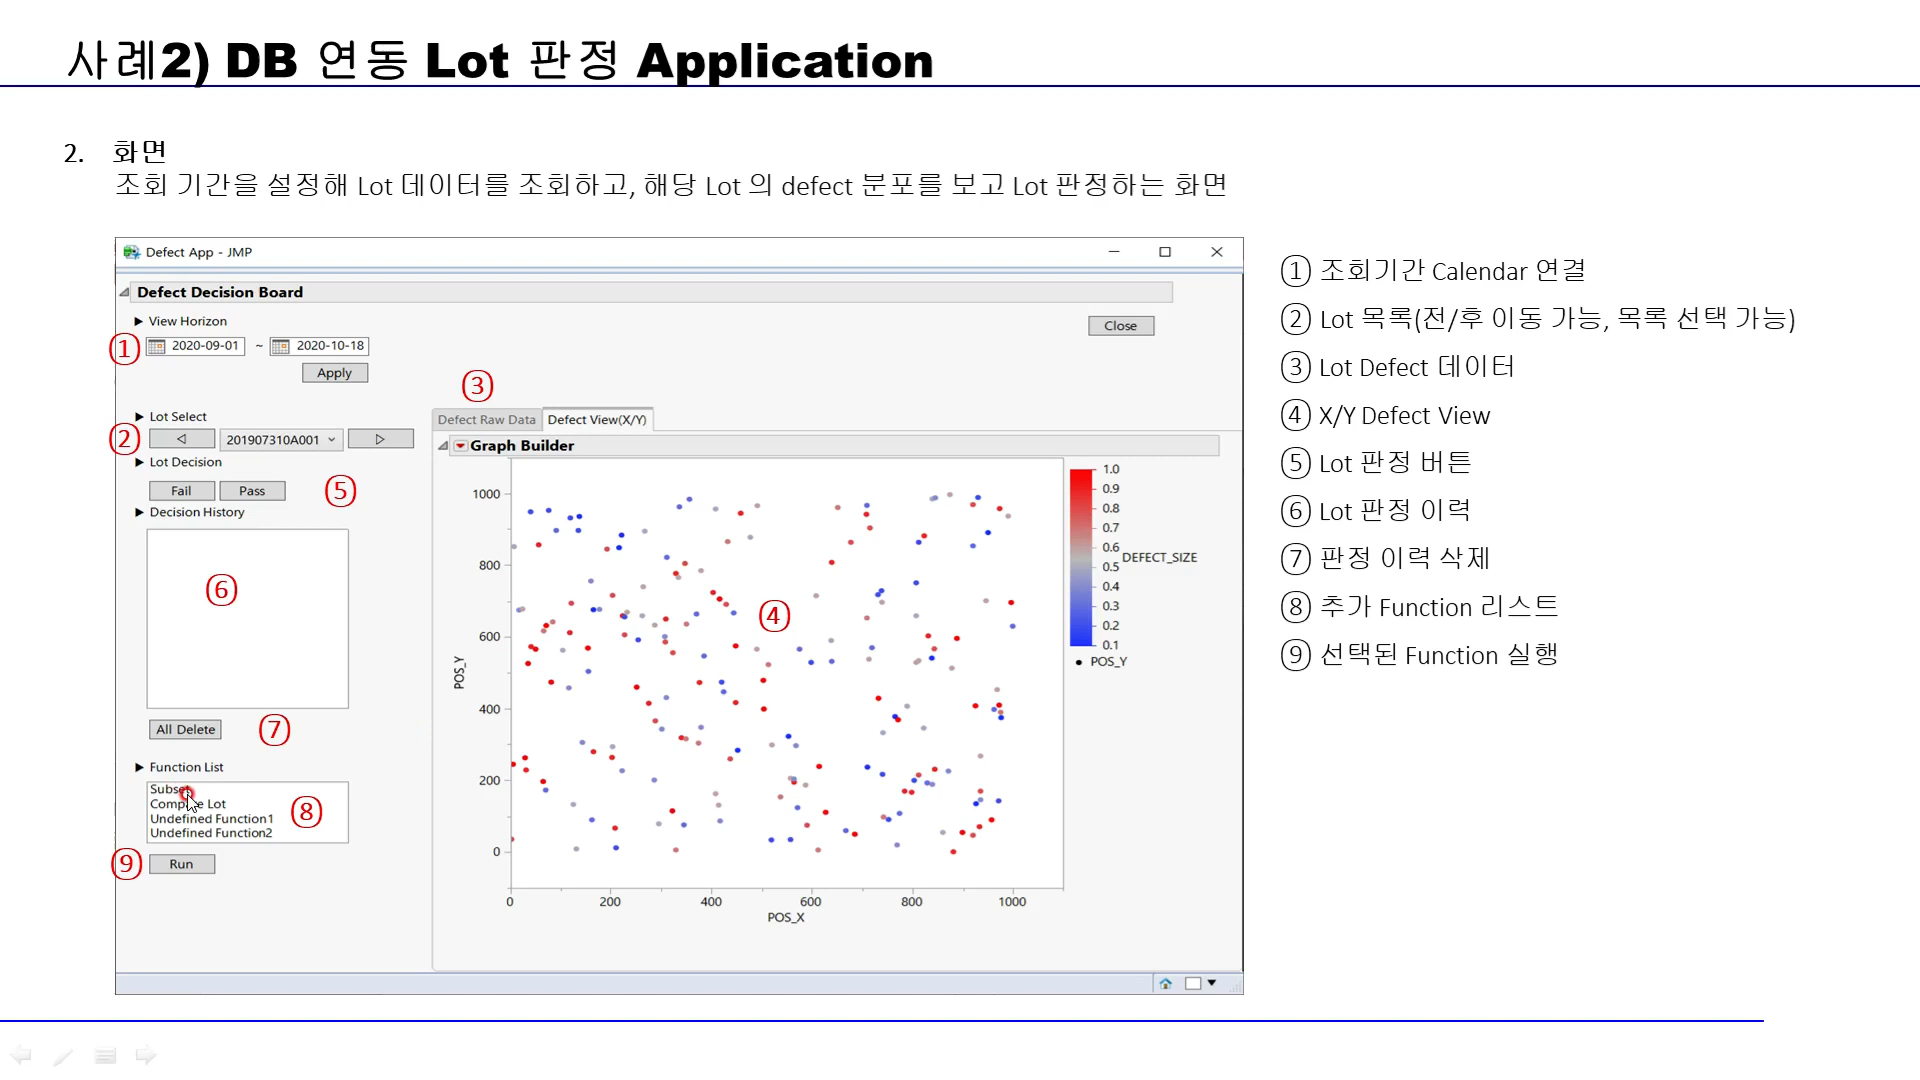 사례2) DB 연동 Lot 판정 Application
2. 화면
조회 기간을 설정해 Lot 데이터를 조회하고, 해당 Lot 의 defect 분포를 보고 Lot 판정하는 화면
Defect App - JMP
Defect Decision Board
View Horizon
Close
① 2020-09-01 ~ 2020-10-18
Apply
③
Lot Select
Defect Raw Data Defect View(X/Y)
② 201907310A001
Graph Builder
Lot Decision
Fail Pass ⑤
Decision History
⑥
All Delete ⑦
Function List
Subset
Lot
Undefined Function1
Undefined Function2
⑧
⑨ Run
④
POS_Y
1000
800
600
400
200
0
0 200 400 600 800 1000
POS_X
1.0
0.9
0.8
0.7
0.6
0.5
0.4
0.3
0.2
0.1
DEFECT_SIZE
POS_Y
① 조회기간 Calendar 연결
② Lot 목록(전/후 이동 가능, 목록 선택 가능)
③ Lot Defect 데이터
④ X/Y Defect View
⑤ Lot 판정 버튼
⑥ Lot 판정 이력
⑦ 판정 이력 삭제
⑧ 추가 Function 리스트
⑨ 선택된 Function 실행